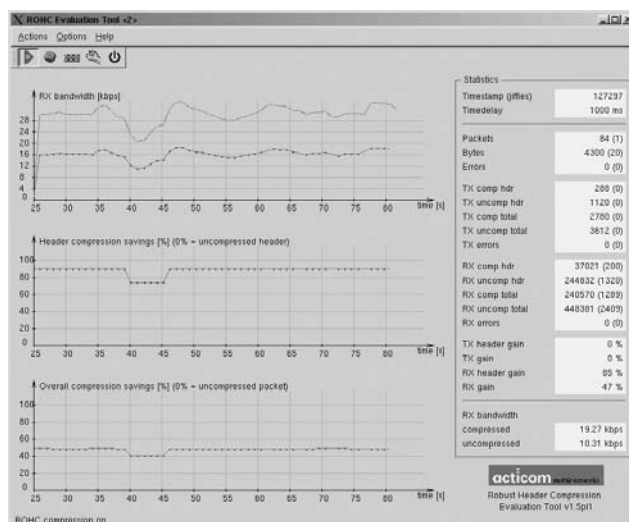 ROHC Evaluation Tool <2>
Actions Options Help
RX bandwidth [kbps]
28
24
20
16
12
8
4
0
25 30 35 40 45 50 55 60 65 70 75 80 time [s]
Header compression savings [%] (0% = uncompressed header)
100
80
60
40
20
0
25 30 35 40 45 50 55 60 65 70 75 80 time [s]
Overall compression savings [%] (0% = uncompressed packet)
100
80
60
40
20
0
25 30 35 40 45 50 55 60 65 70 75 80 time [s]
ROHC compression on
Statistics
Timestamp (jiffies) 127297
Timedelay 1000 ms
Packets 84 (1)
Bytes 4300 (20)
Errors 0 (0)
TX comp hdr 288 (0)
TX uncomp hdr 1120 (0)
TX comp total 2780 (0)
TX uncomp total 3612 (0)
TX errors 0 (0)
RX comp hdr 37021 (200)
RX uncomp hdr 244832 (1320)
RX comp total 240570 (1289)
RX uncomp total 448381 (2409)
RX errors 0 (0)
TX header gain 0 %
TX gain 0 %
RX header gain 85 %
RX gain 47 %
RX bandwidth
compressed 19.27 kbps
uncompressed 10.31 kbps
acticom
Robust Header Compression
Evaluation Tool v1.5pl1